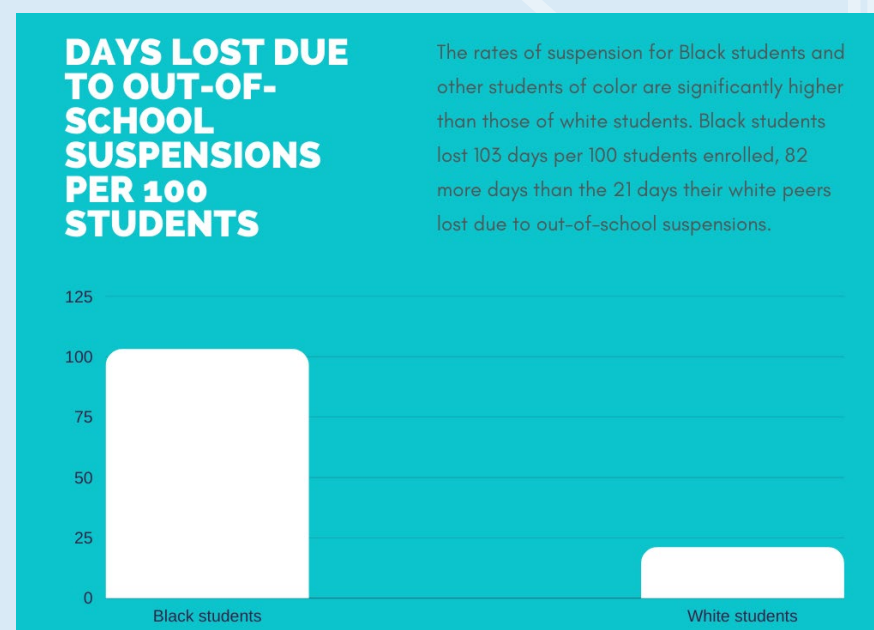 DAYS LOST DUE
TO OUT-OF-
SCHOOL
SUSPENSIONS
PER 100
STUDENTS
The rates of suspension for Black students and
other students of color are significantly higher
than those of white students. Black students
lost 103 days per 100 students enrolled, 82
more days than the 21 days their white peers
lost due to out-of-school suspensions.
125
100
75
50
25
0
Black students
White students